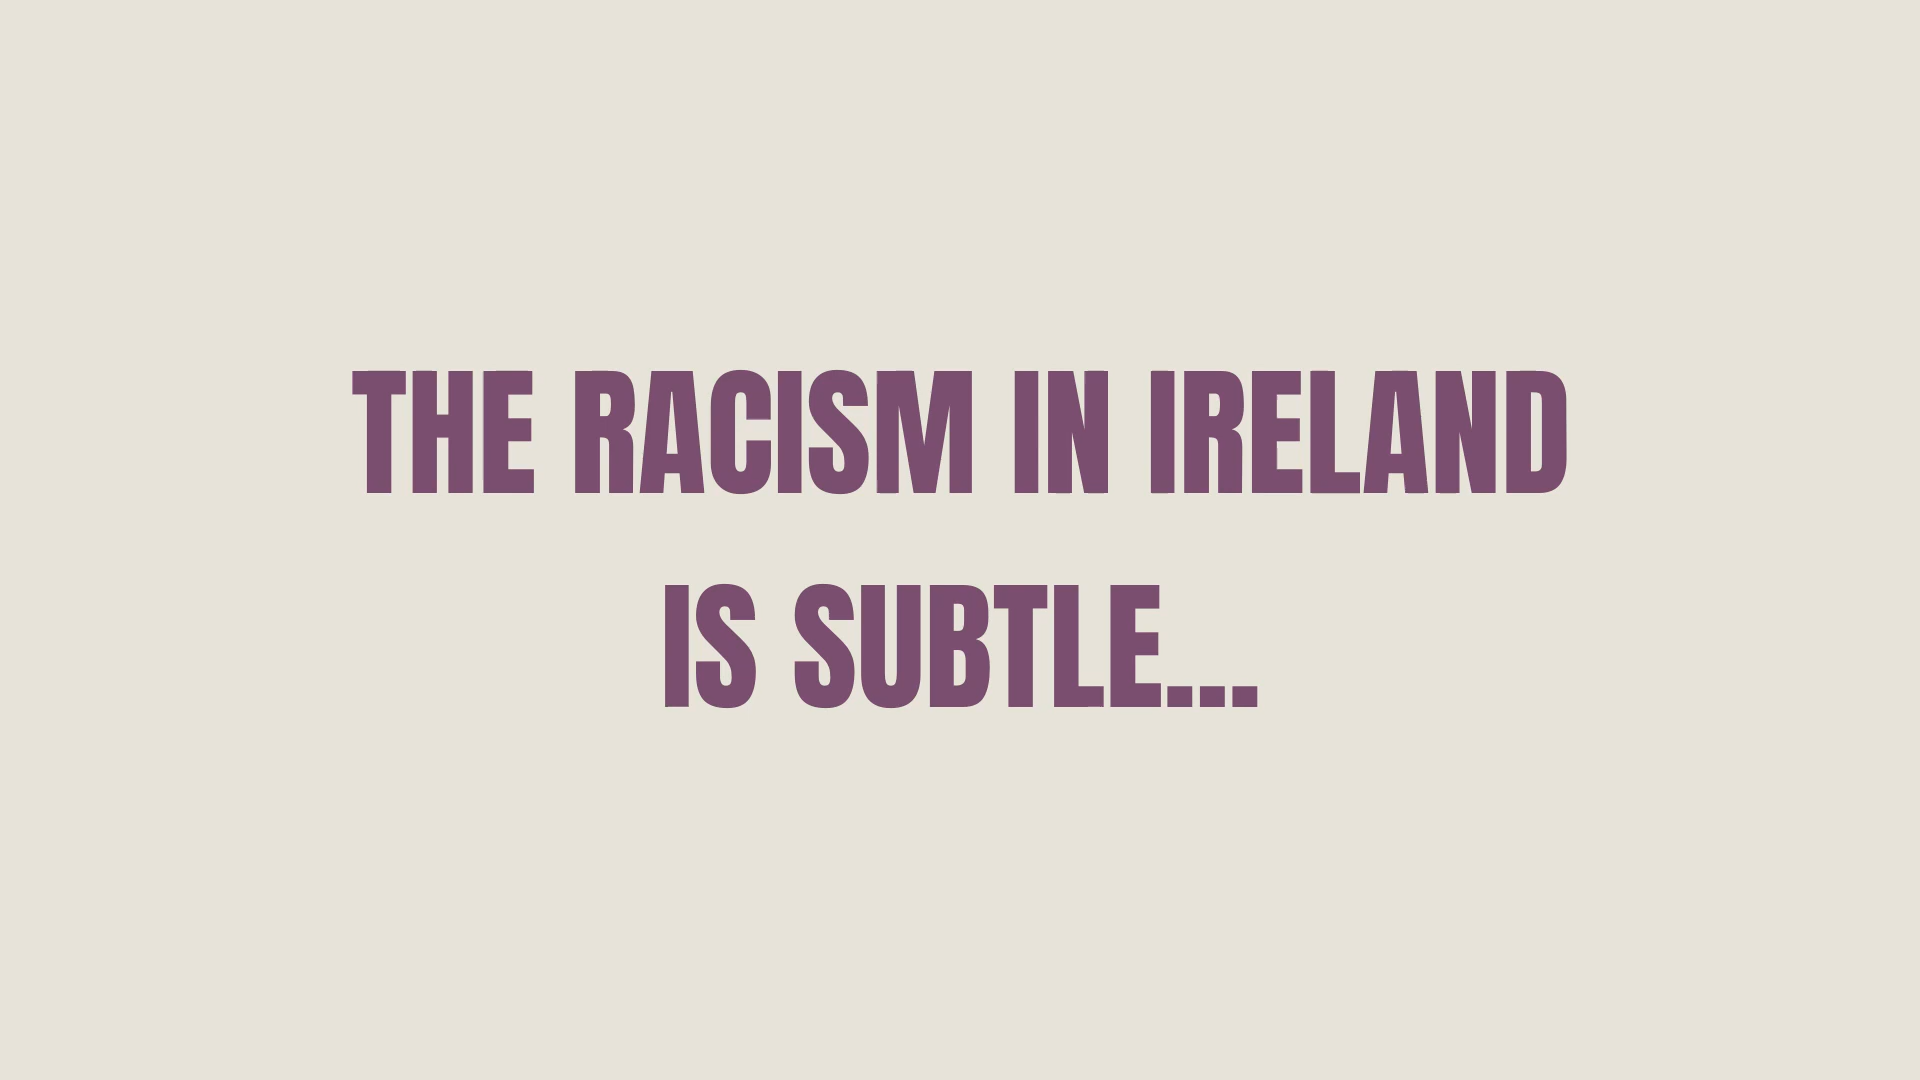 THE RACISM IN IRELAND
IS SUBTLE...